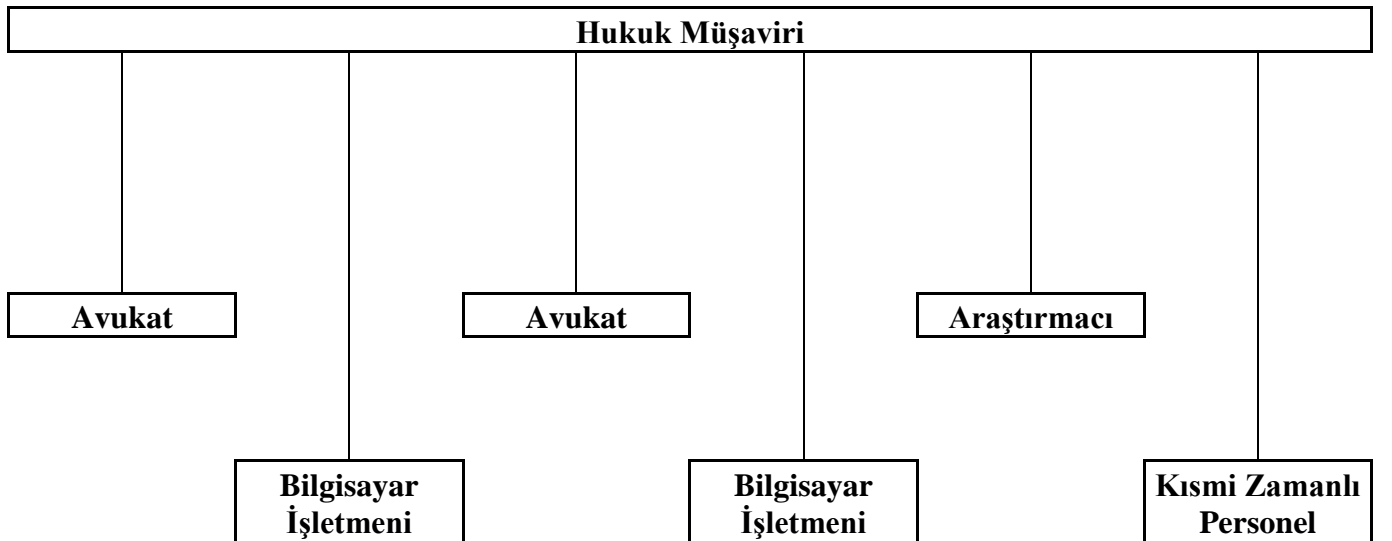 Hukuk Müşaviri
Avukat
Avukat
Araştırmacı
Bilgisayar
İşletmeni
Bilgisayar
İşletmeni
Kısmi Zamanlı
Personel